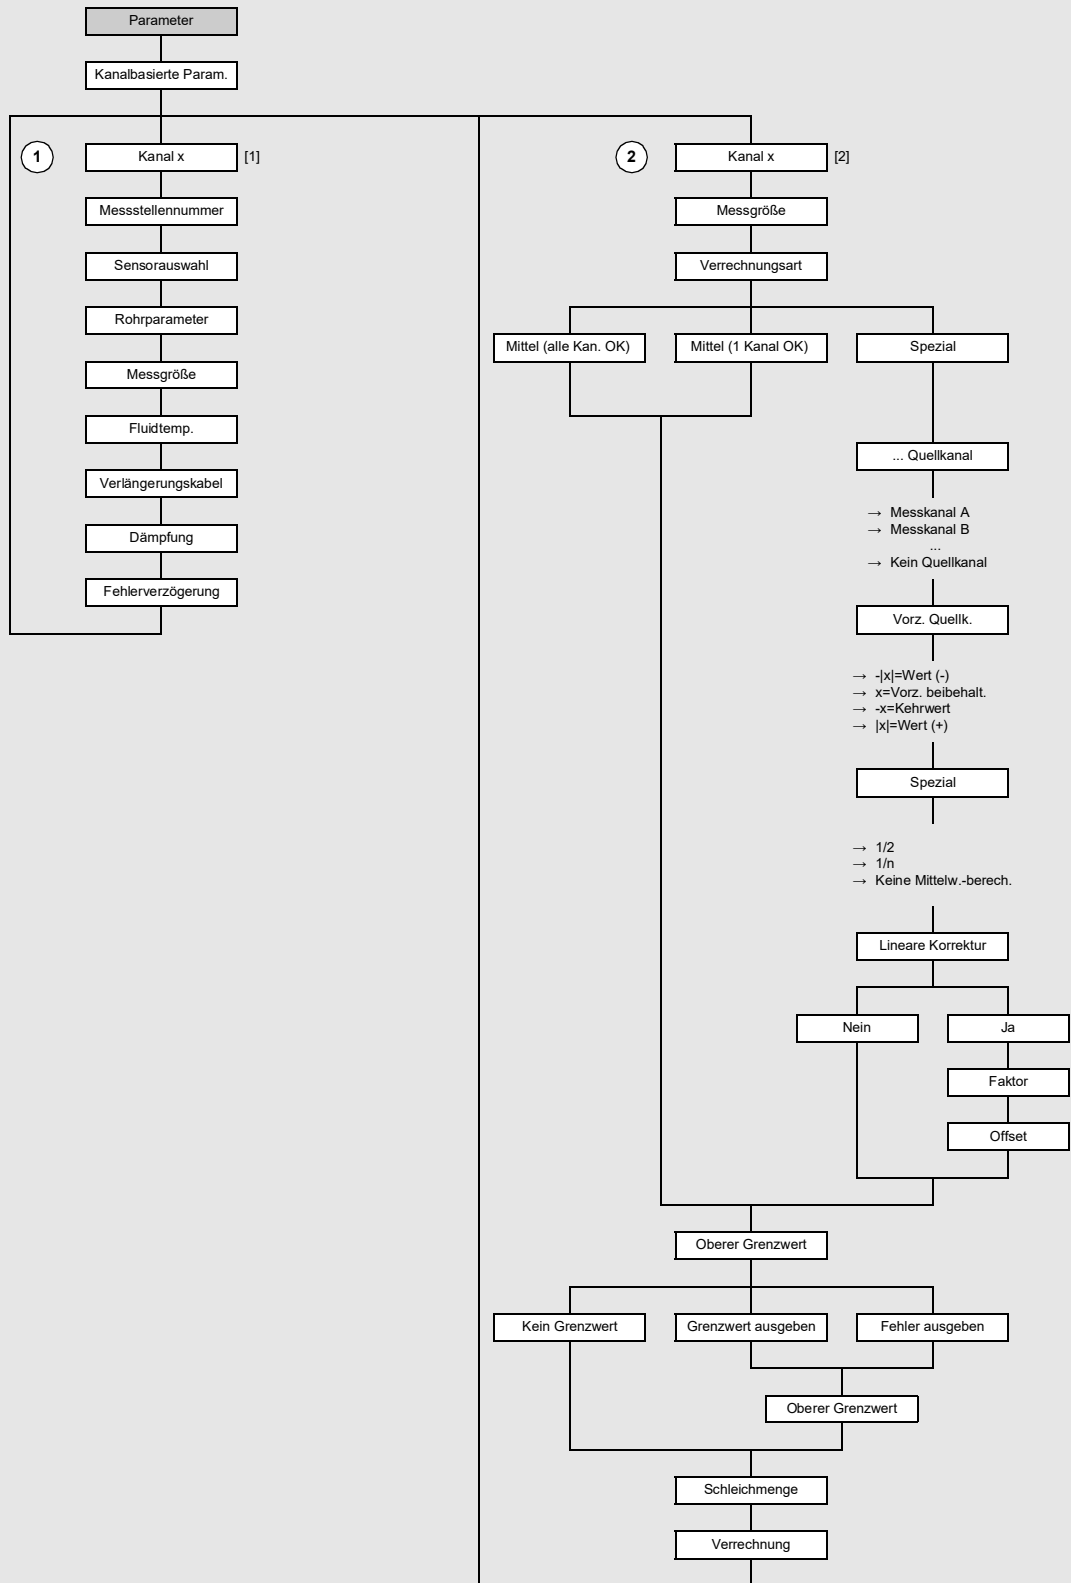 Parameter
Kanalbasierte Param.
1
Kanal x
[1]
Messstellennummer
Sensorauswahl
Rohrparameter
Messgröße
Fluidtemp.
Verlängerungskabel
Dämpfung
Fehlerverzögerung
2
Kanal x
[2]
Messgröße
Verrechnungsart
Mittel (alle Kan. OK)
Mittel (1 Kanal OK)
Spezial
... Quellkanal
→ Messkanal A
→ Messkanal B
...
→ Kein Quellkanal
Vorz. Quellk.
→ -|x|=Wert (-)
→ x=Vorz. beibehalt.
→ -x=Kehrwert
→ |x|=Wert (+)
Spezial
→ 1/2
→ 1/n
→ Keine Mittelw.-berech.
Lineare Korrektur
Nein
Ja
Faktor
Offset
Oberer Grenzwert
Kein Grenzwert
Grenzwert ausgeben
Fehler ausgeben
Oberer Grenzwert
Schleichmenge
Verrechnung